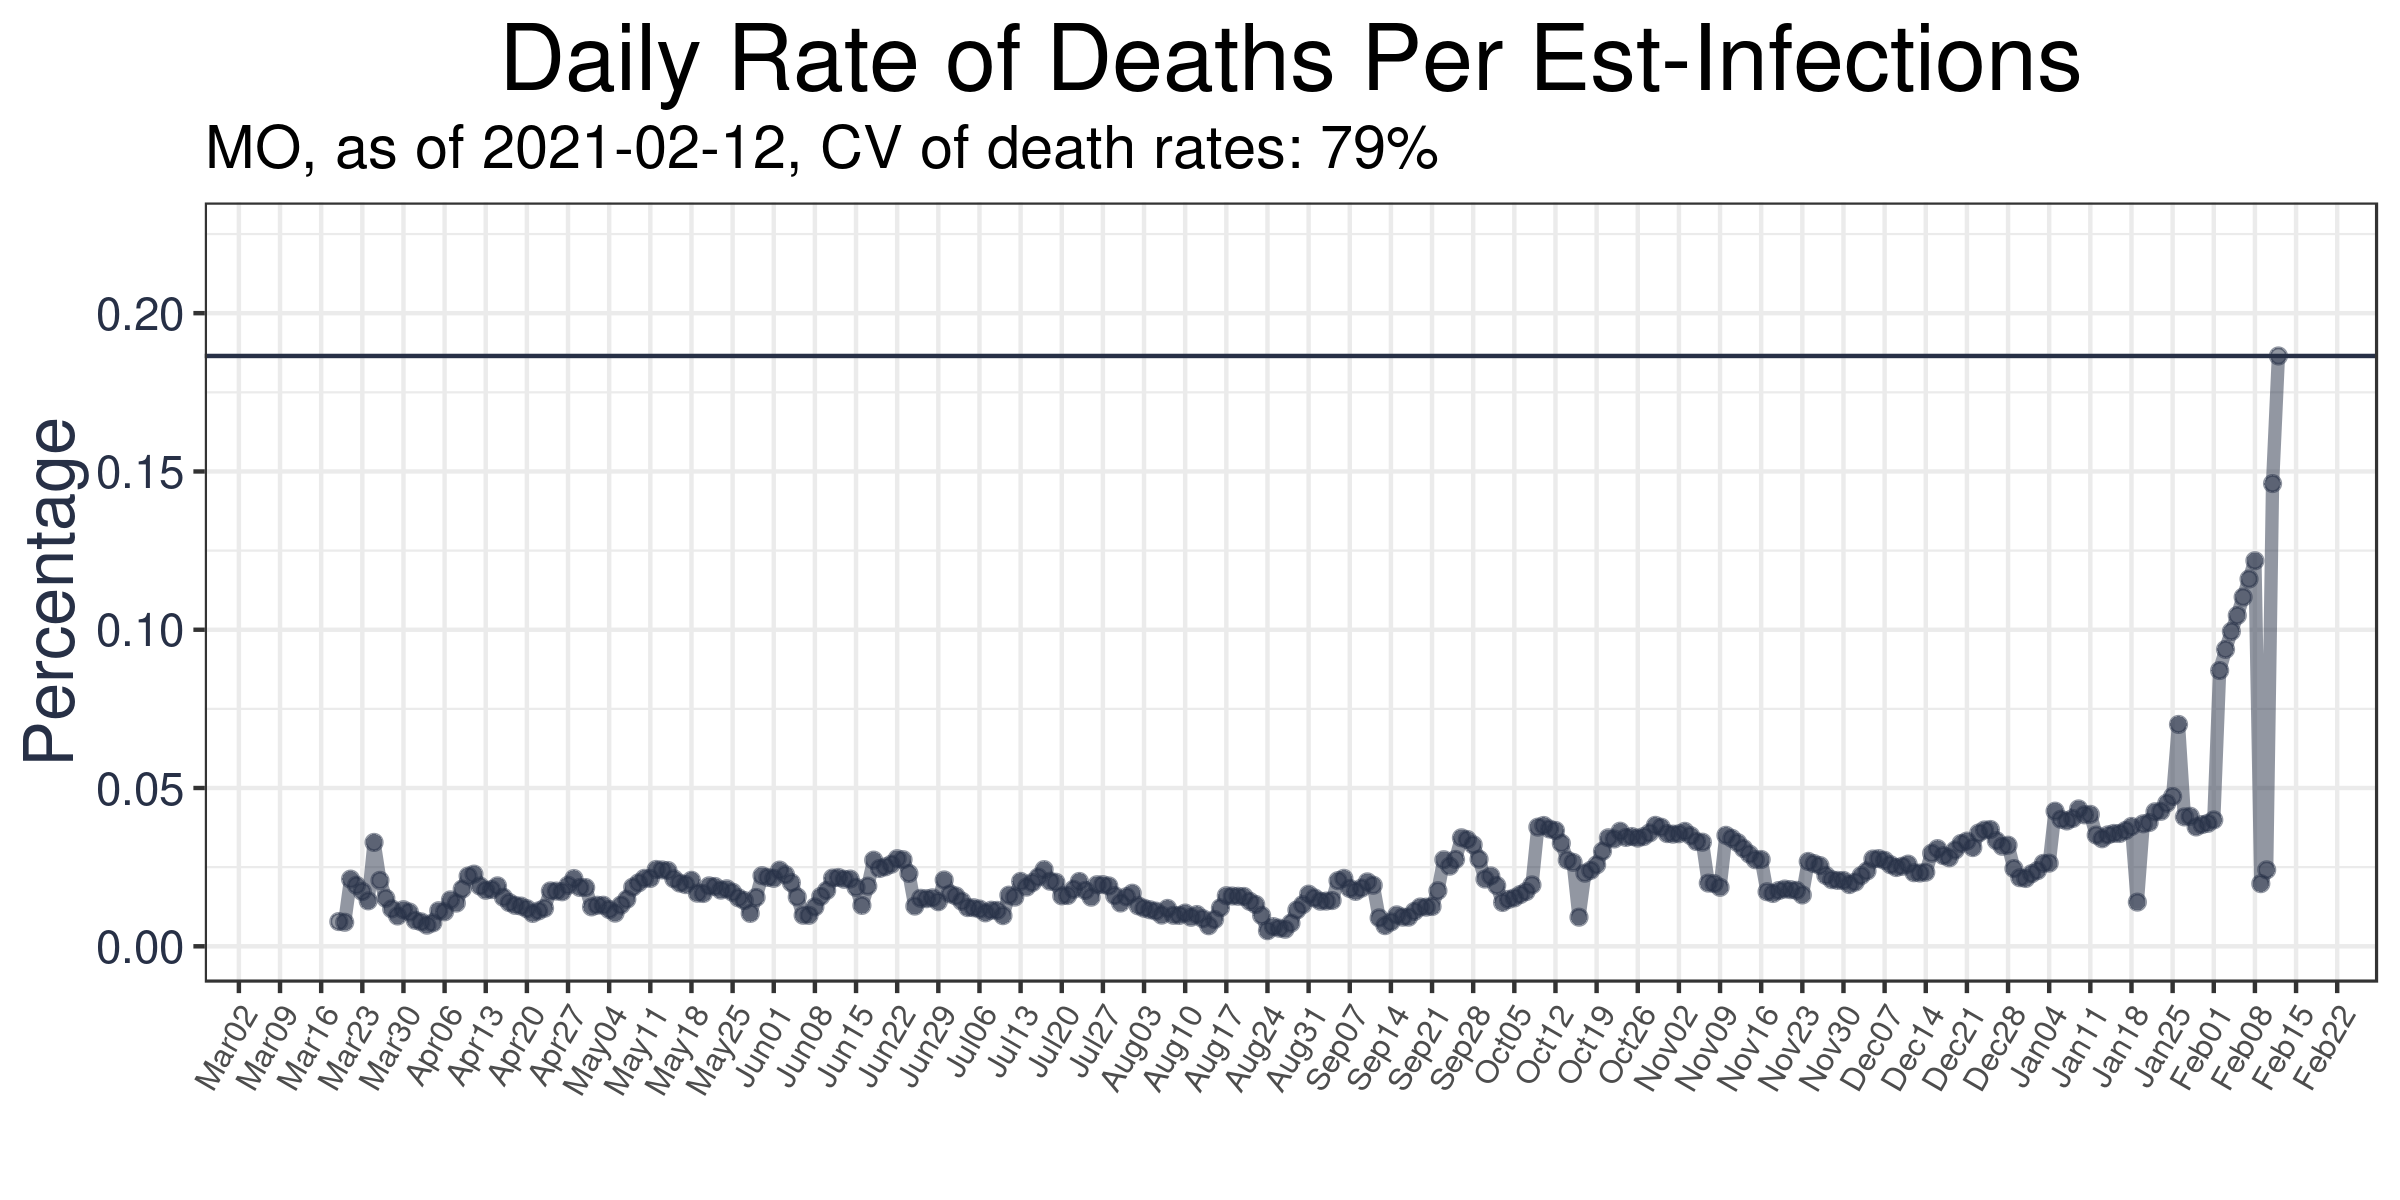 Daily Rate of Deaths Per Est-Infections
MO, as of 2021-02-12, CV of death rates: 79%
Percentage
0.20
0.15
0.10
0.05
0.00
Mar02
Mar09
Mar16
Mar23
Mar30
Apr06
Apr13
Apr20
Apr27
May04
May11
May18
May25
Jun01
Jun08
Jun15
Jun22
Jun29
Jul06
Jul13
Jul20
Jul27
Aug03
Aug10
Aug17
Aug24
Aug31
Sep07
Sep14
Sep21
Sep28
Oct05
Oct12
Oct19
Oct26
Nov02
Nov09
Nov16
Nov23
Nov30
Dec07
Dec14
Dec21
Dec28
Jan04
Jan11
Jan18
Jan25
Feb01
Feb08
Feb15
Feb22